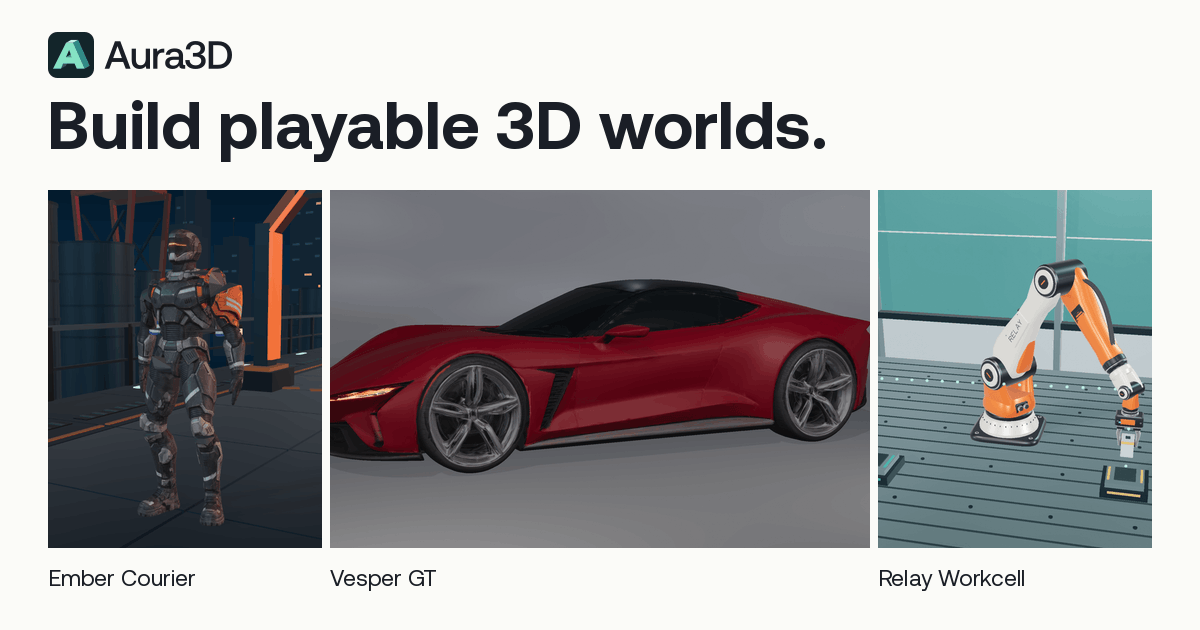 Aura3D
Build playable 3D worlds.
RELAY
Ember Courier
Vesper GT
Relay Workcell